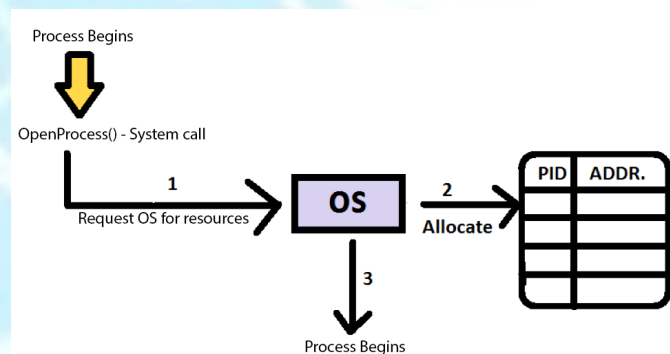 Process Begins
OpenProcess() - System call
1
Request OS for resources
OS
2
Allocate
PID ADDR.
3
Process Begins